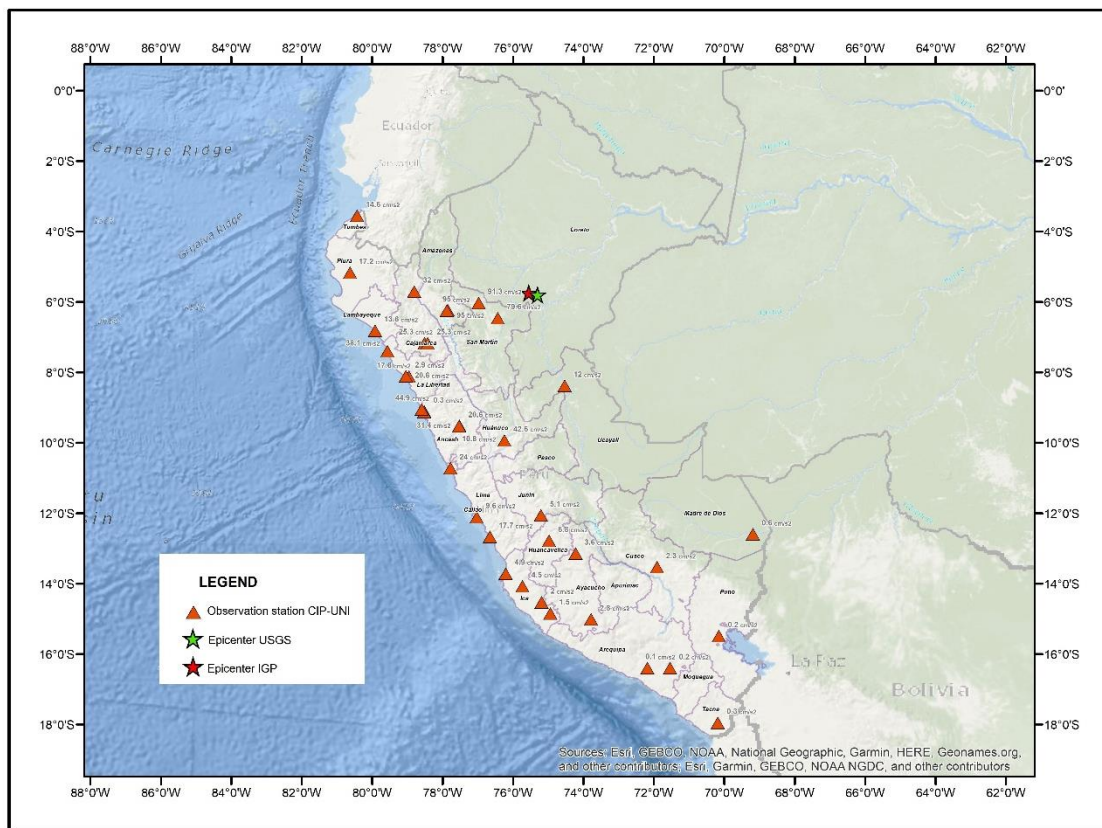 88°0'W 86°0'W 84°0'W 82°0'W 80°0'W 78°0'W 76°0'W 74°0'W 72°0'W 70°0'W 68°0'W 66°0'W 64°0'W 62°0'W
0°0' 0°0'
Ecuador
Carnegie Ridge
Ecuador Trench
2°0'S 2°0'S
14.6 cm/s2
Tumbes
Loreto
4°0'S 4°0'S
Amazonas
Piura
17.2 cm/s2
32 cm/s2
91.3 cm/s2
6°0'S 6°0'S
95 cm/s2
79.6 cm/s2
Lambayeque
13.6 cm/s2
95 cm/s2
25.3 cm/s2
25.3 cm/s2
38.1 cm/s2
Cajamarca
San Martin
2.9 cm/s2
8°0'S 8°0'S
20.6 cm/s2
12 cm/s2
La Libertad
44.9 cm/s2
0.3 cm/s2
20.6 cm/s2
31.4 cm/s2
Huánuco
42.5 cm/s2
Ancash
10.8 cm/s2
Ucayali
10°0'S 10°0'S
24 cm/s2
Pasco
Perú
Lima
Junín
5.1 cm/s2
Callao
9.6 cm/s2
Madre de Dios
12°0'S 12°0'S
0.6 cm/s2
17.7 cm/s2
3.6 cm/s2
Huancavelica
Cusco
2.3 cm/s2
4.9 cm/s2
14°0'S 14°0'S
4.5 cm/s2
Ayacucho
Apurimac
Puno
Ica
2 cm/s2
1.5 cm/s2
2.6 cm/s2
0.2 cm/s2
Arequipa
16°0'S 16°0'S
0.1 cm/s2
0.2 cm/s2
La Paz
Moquegua
Bolivia
Tacna
18°0'S 18°0'S
LEGEND
Observation station CIP-UNI
Epicenter USGS
Epicenter IGP
Sources: Esri, GEBCO, NOAA, National Geographic, Garmin, HERE, Geonames.org,
and other contributors; Esri, Garmin, GEBCO, NOAA NGDC, and other contributors
88°0'W 86°0'W 84°0'W 82°0'W 80°0'W 78°0'W 76°0'W 74°0'W 72°0'W 70°0'W 68°0'W 66°0'W 64°0'W 62°0'W